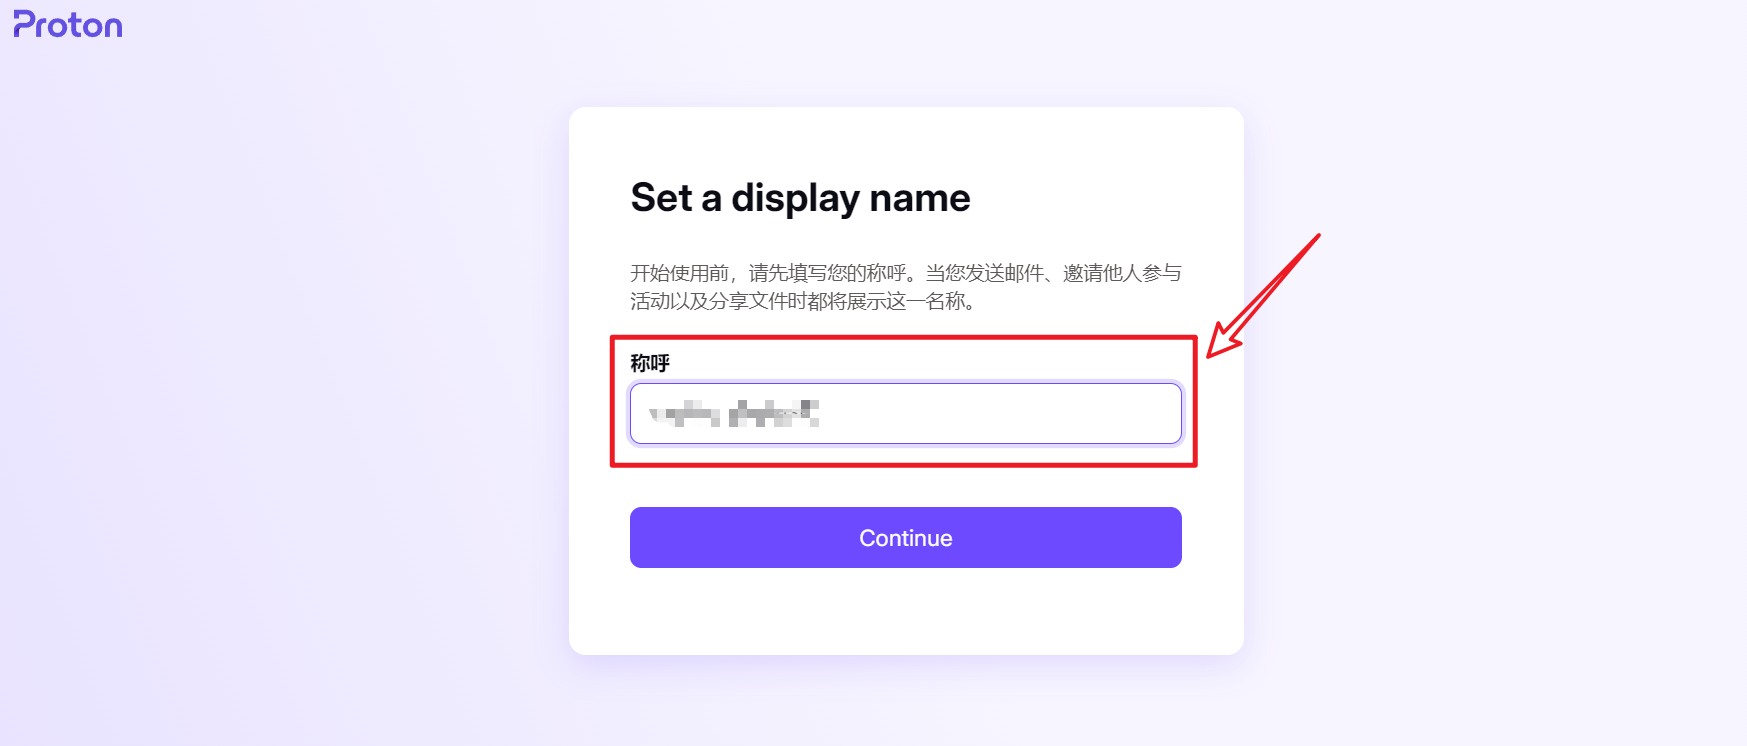 Proton
Set a display name
开始使用前，请先填写您的称呼。当您发送邮件、邀请他人参与
活动以及分享文件时都将展示这一名称。
称呼
Continue